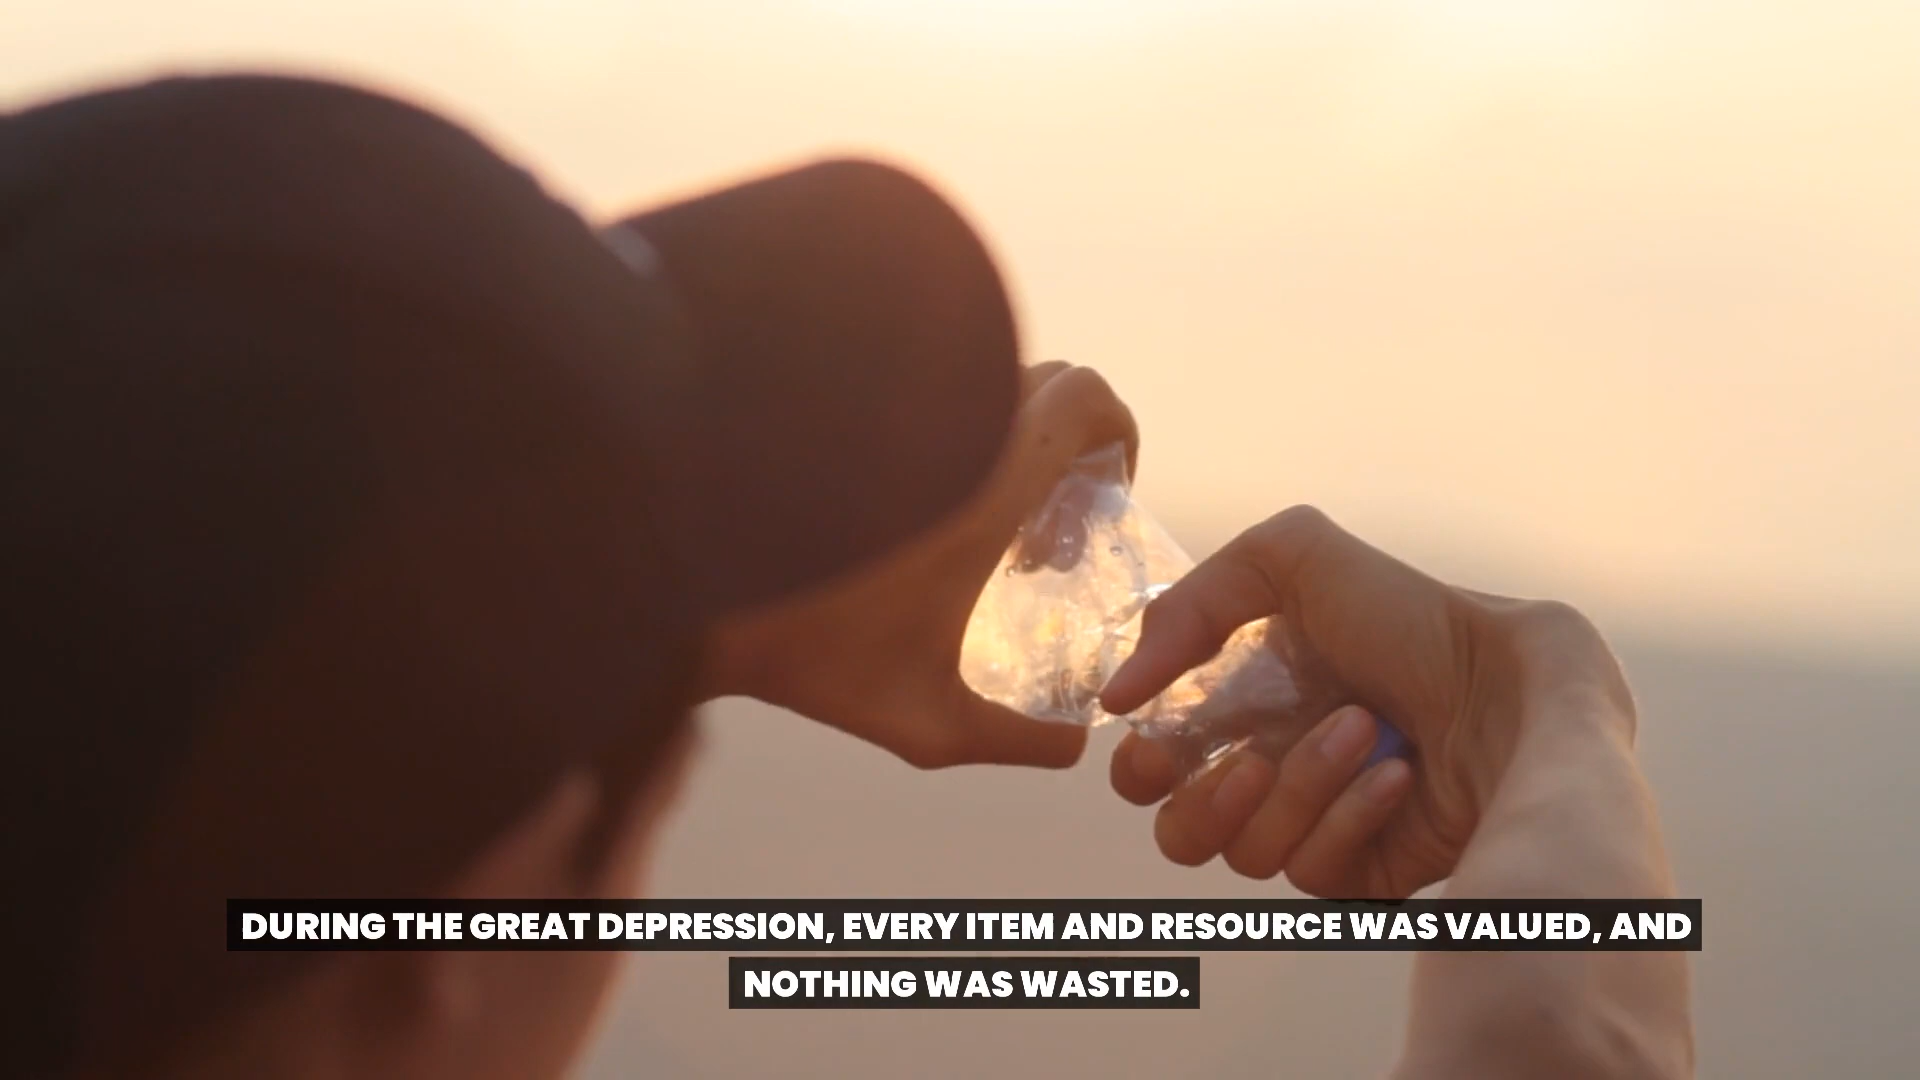 DURING THE GREAT DEPRESSION, EVERY ITEM AND RESOURCE WAS VALUED, AND
NOTHING WAS WASTED.